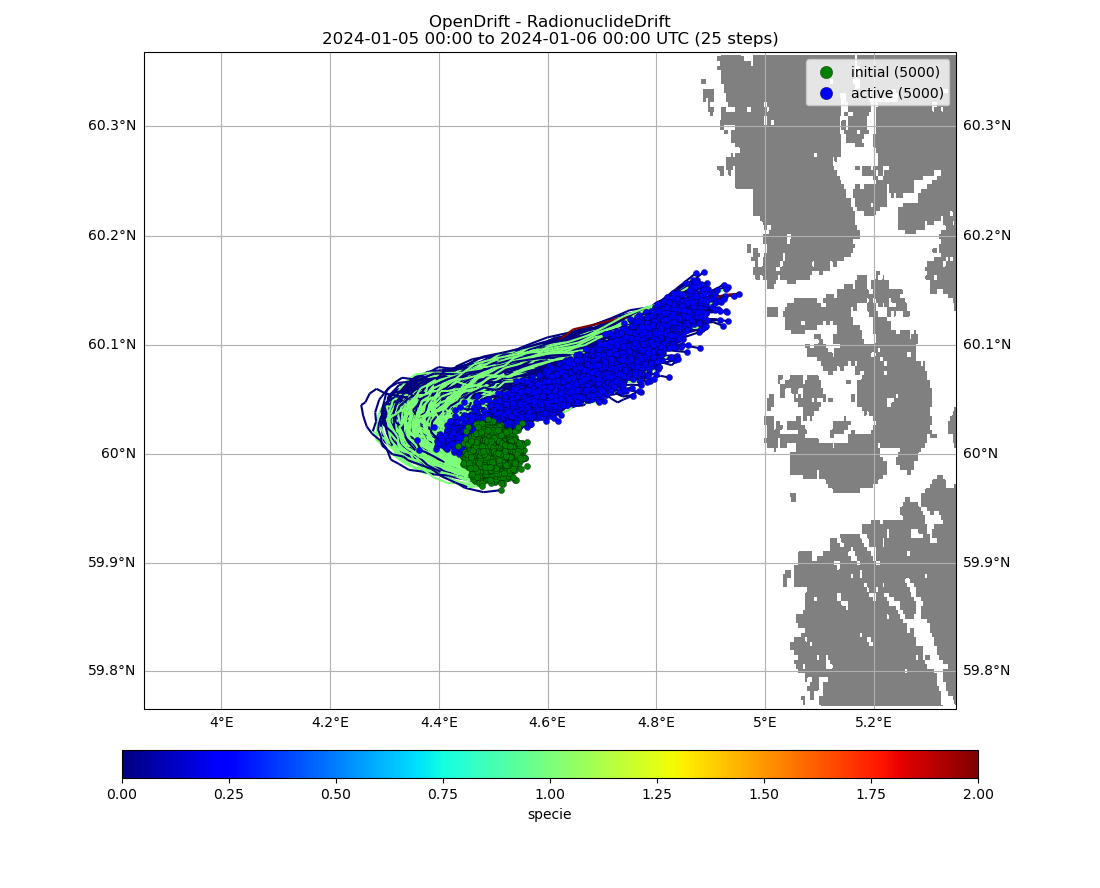 OpenDrift - RadionuclideDrift
2024-01-05 00:00 to 2024-01-06 00:00 UTC (25 steps)
initial (5000)
active (5000)
60.3°N 60.3°N
60.2°N 60.2°N
60.1°N 60.1°N
60°N 60°N
59.9°N 59.9°N
59.8°N 59.8°N
4°E 4.2°E 4.4°E 4.6°E 4.8°E 5°E 5.2°E
0.00 0.25 0.50 0.75 1.00 1.25 1.50 1.75 2.00
specie